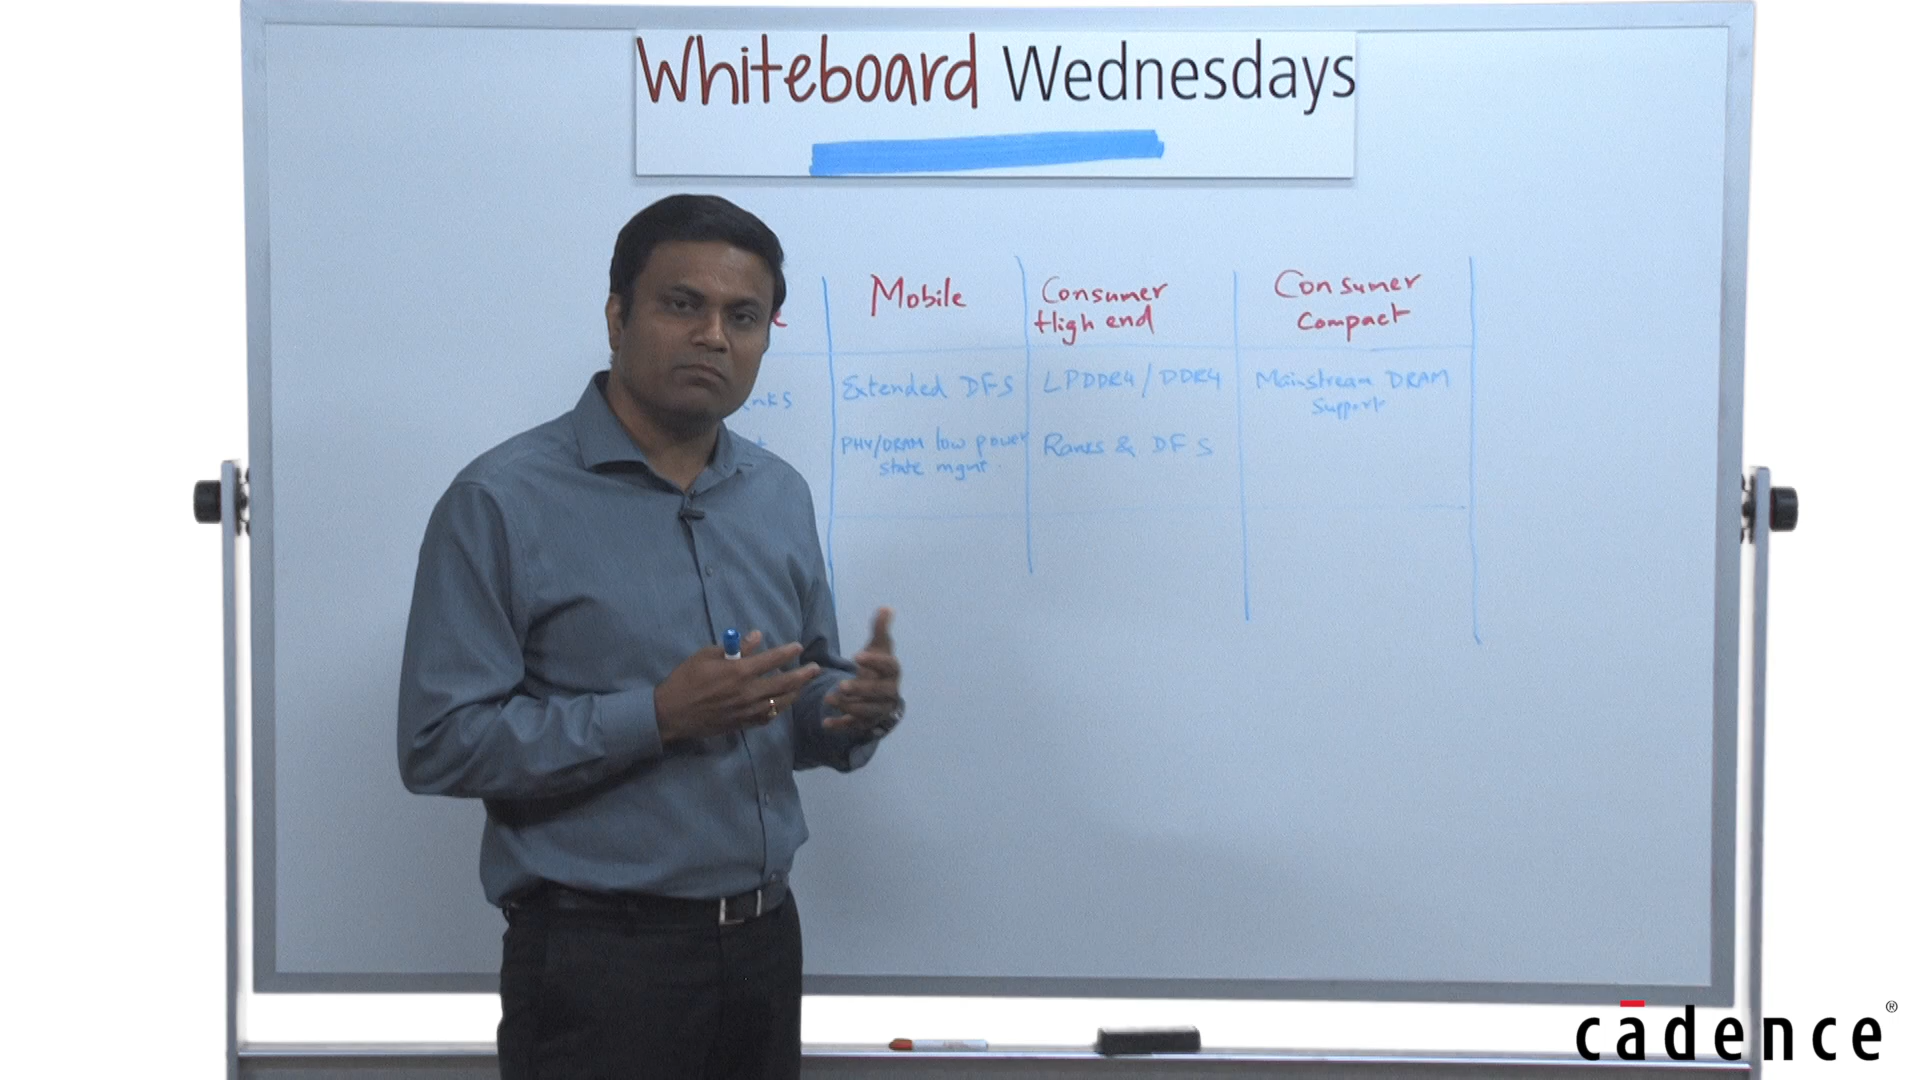 Whiteboard Wednesdays
Mobile
Consumer
High end
Consumer
Compact
Extended DFS
LPDDR4 / DDR4
Mainstream DRAM
Support
PHY/DRAM low power
state mgmt.
Ranks & DFS
cadence®